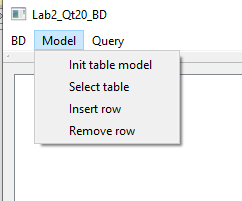 Lab2_Qt20_BD
BD Model Query
Init table model
Select table
Insert row
Remove row